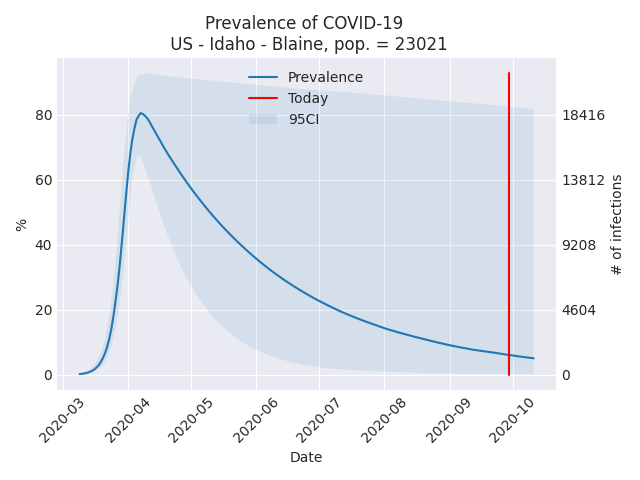 Prevalence of COVID-19
US - Idaho - Blaine, pop. = 23021
Prevalence
Today
95CI
%
80
60
40
20
0
18416
13812
9208
4604
0
# of infections
2020-03
2020-04
2020-05
2020-06
2020-07
2020-08
2020-09
2020-10
Date